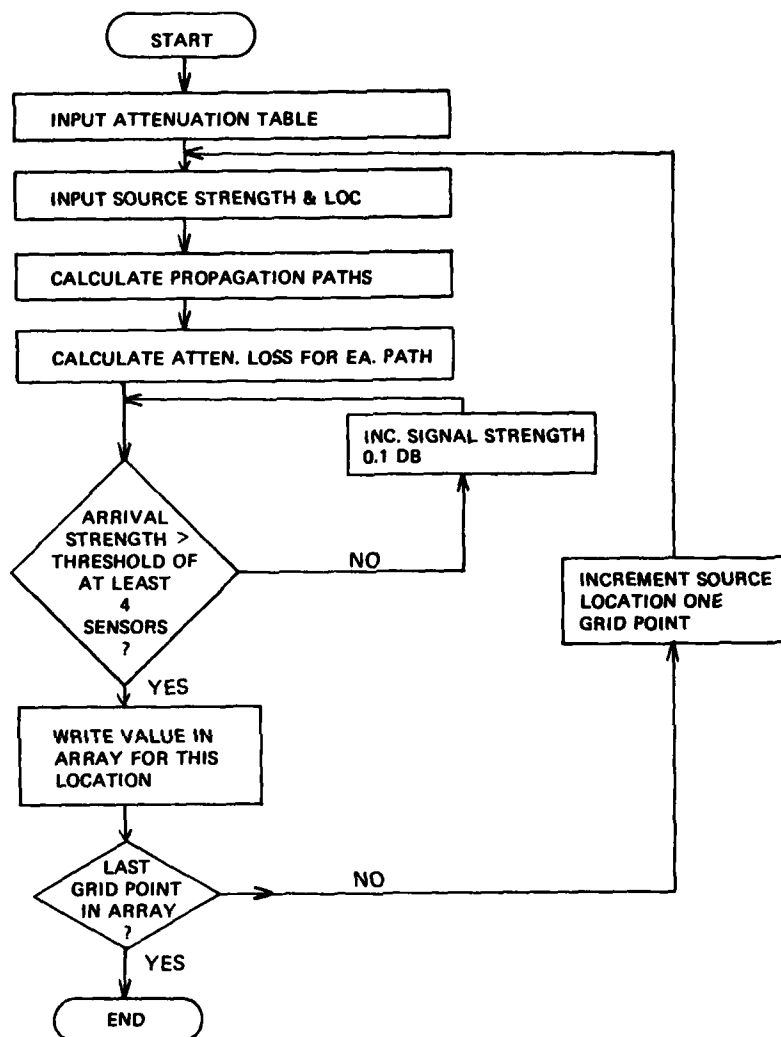 START
INPUT ATTENUATION TABLE
INPUT SOURCE STRENGTH & LOC
CALCULATE PROPAGATION PATHS
CALCULATE ATTEN. LOSS FOR EA. PATH
INC. SIGNAL STRENGTH
0.1 DB
ARRIVAL
STRENGTH >
THRESHOLD OF
AT LEAST
4
SENSORS
?
NO
YES
INCREMENT SOURCE
LOCATION ONE
GRID POINT
WRITE VALUE IN
ARRAY FOR THIS
LOCATION
LAST
GRID POINT
IN ARRAY
?
NO
YES
END